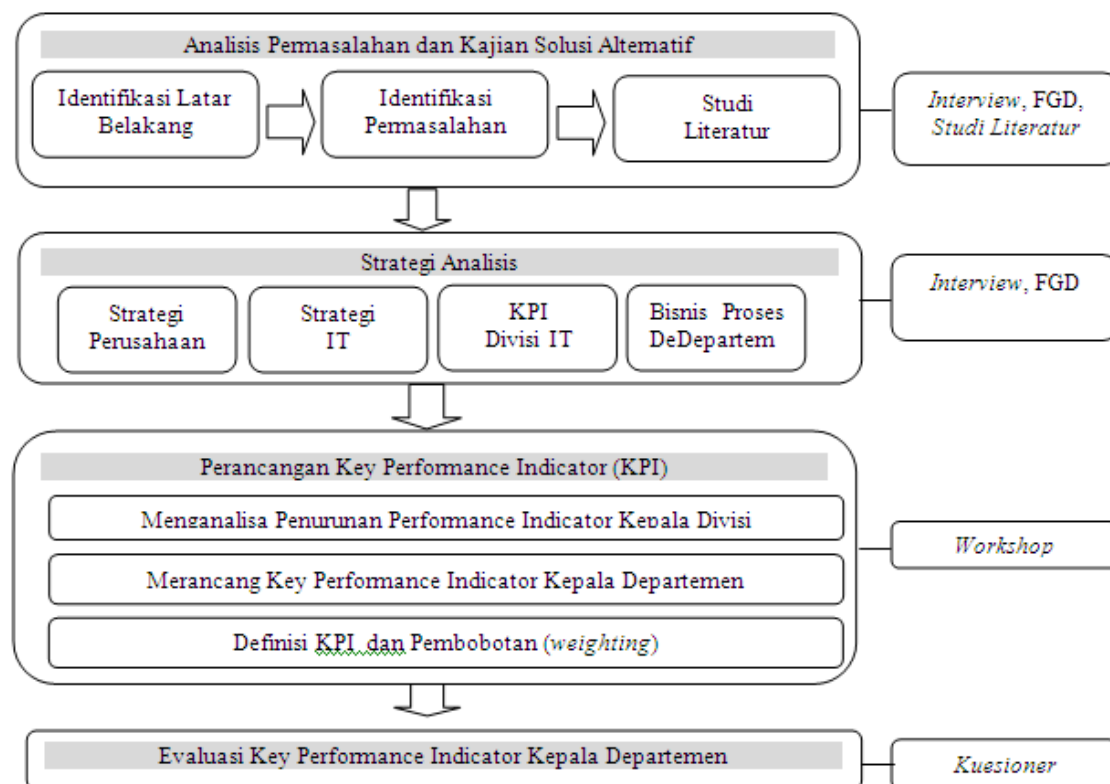 Analisis Permasalahan dan Kajian Solusi Alternatif
Identifikasi Latar
Belakang
Identifikasi
Permasalahan
Studi
Literatur
Interview, FGD,
Studi Literatur
Strategi Analisis
Strategi
Perusahaan
Strategi
IT
KPI
Divisi IT
Bisnis Proses
DeDepartem
Interview, FGD
Perancangan Key Performance Indicator (KPI)
Menganalisa Penurunan Performance Indicator Kepala Divisi
Merancang Key Performance Indicator Kepala Departemen
Definisi KPI dan Pembobotan (weighting)
Workshop
Evaluasi Key Performance Indicator Kepala Departemen
Kuesioner